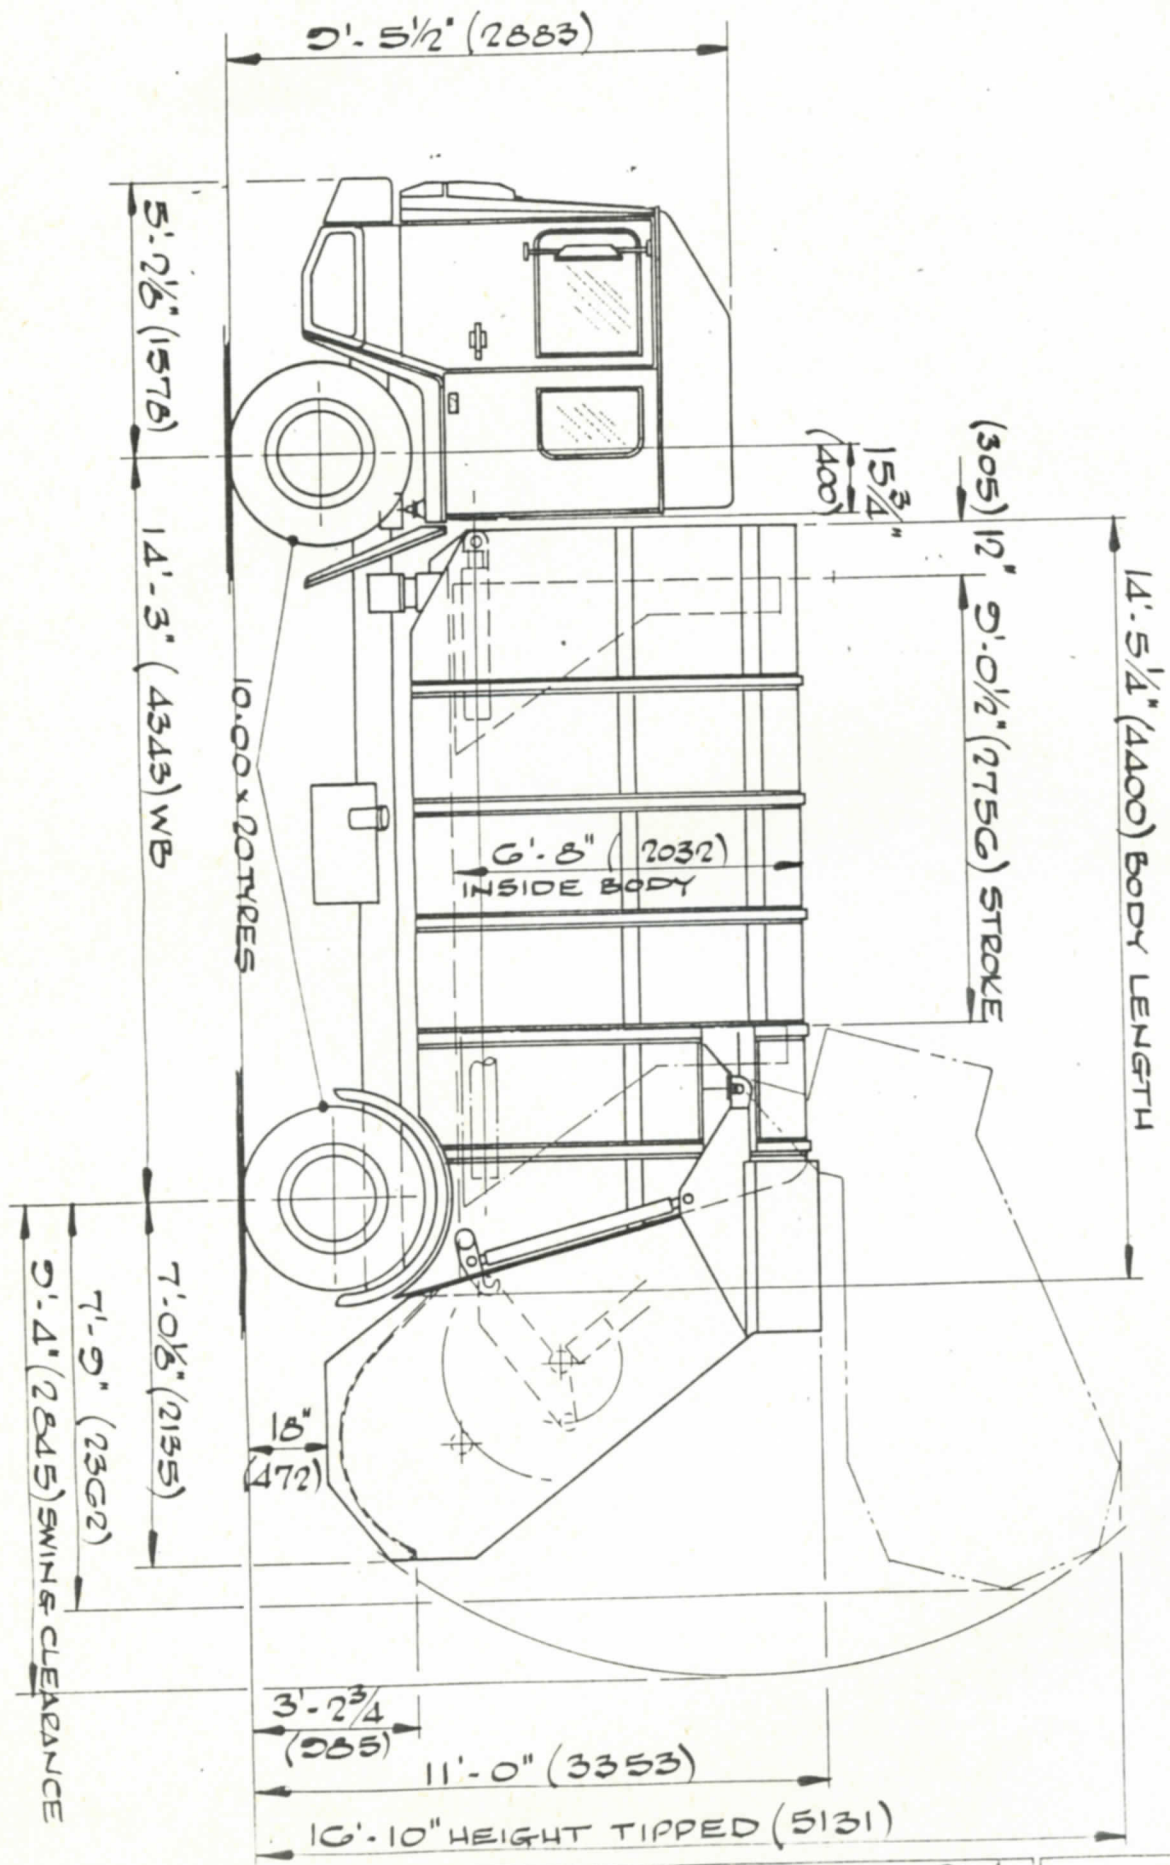 9'-5½" (2883)
5'-2⅛" (1578)
14'-3" (4343) WB
10.00 x 20 TYRES
15¾"
(400)
(305) 12"
9'-0½" (2756) STROKE
14'-5¼" (4400) BODY LENGTH
6'-8" (2032)
INSIDE BODY
7'-0⅛" (2135)
7'-9" (2362)
9'-4" (2845) SWING CLEARANCE
18"
(472)
3'-2¾
(985)
11'-0" (3353)
16'-10" HEIGHT TIPPED (5131)